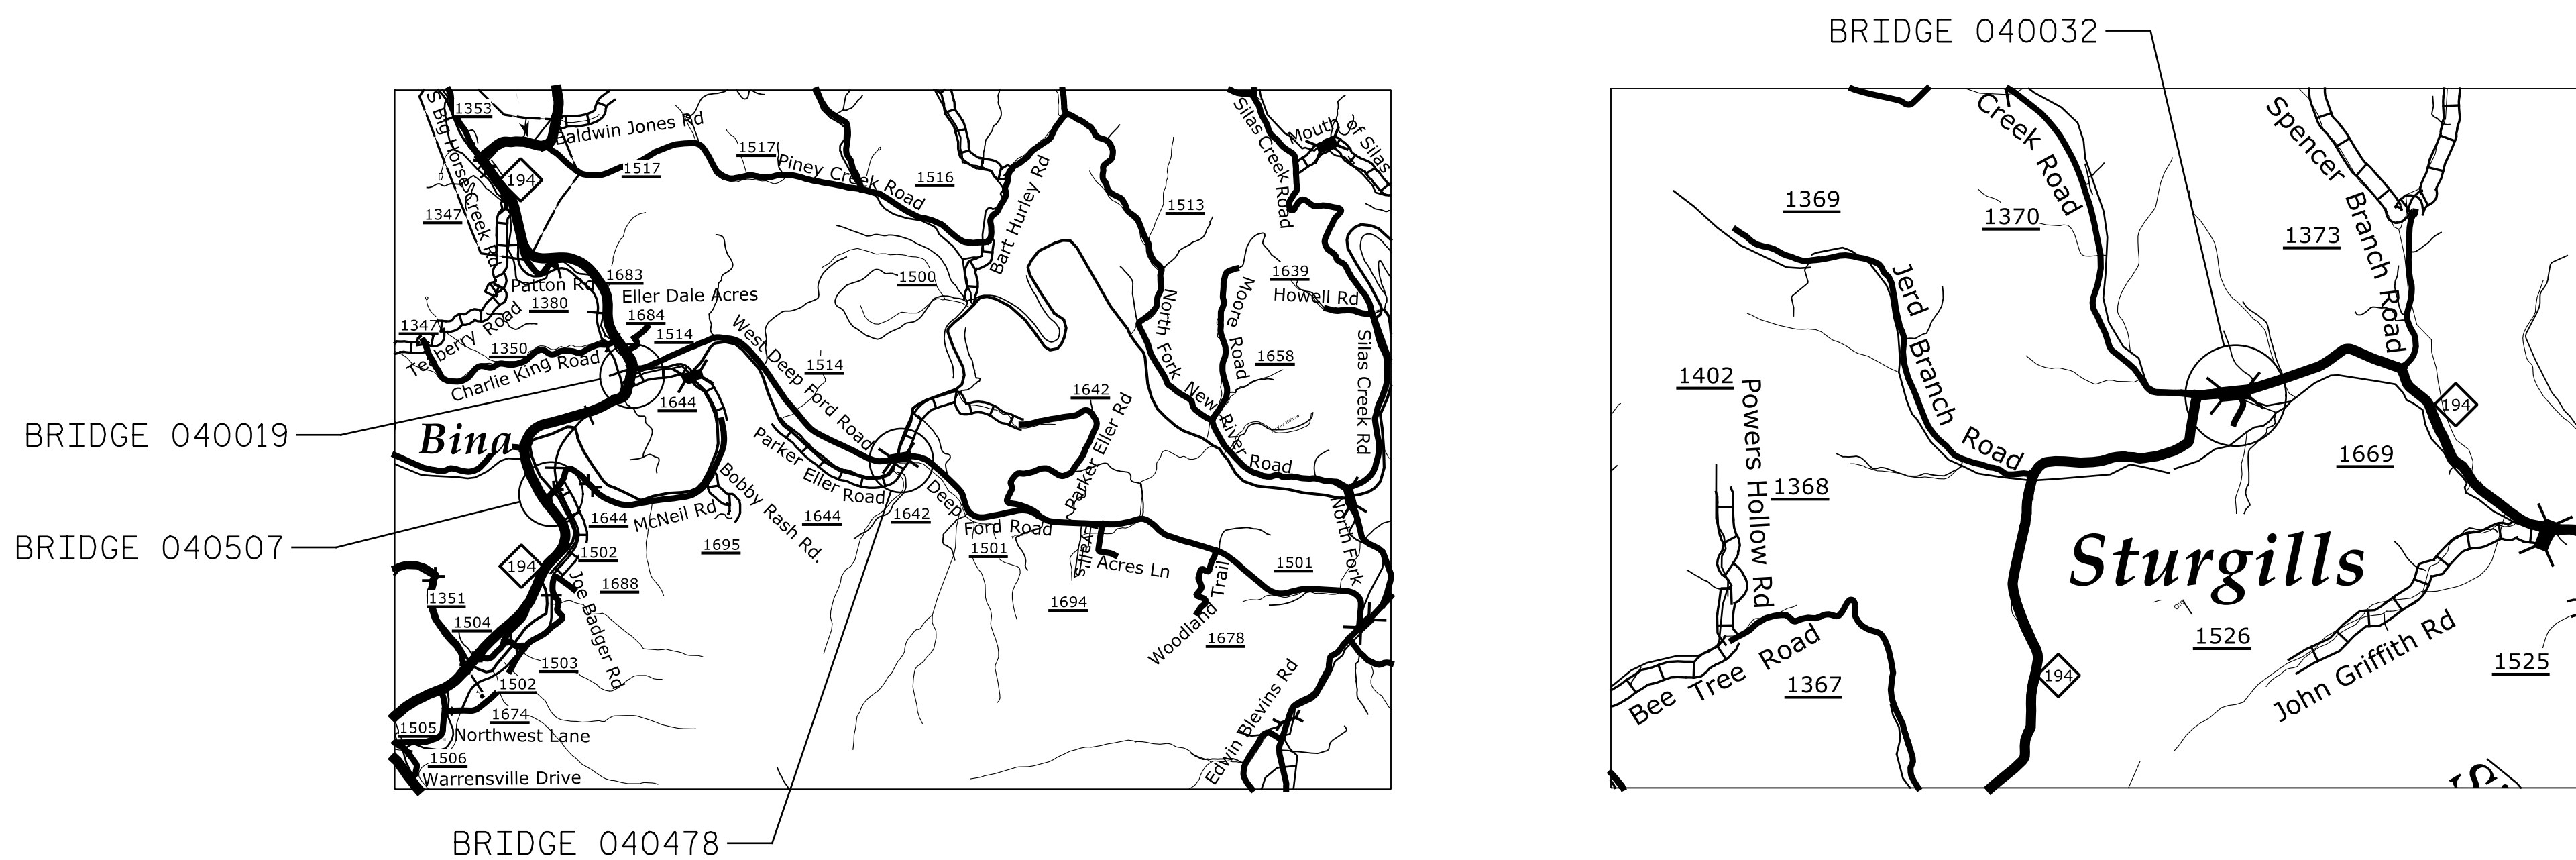 BRIDGE 040032
1353
S Big Horse Creek Rd
Baldwin Jones Rd
1517
1517
Piney Creek Road
194
1347
1516
Bart Hurley Rd
1513
Silas Creek Road
Mouth of Silas
1683
Patton Rd
1380
Eller Dale Acres
1684
1514
1500
1639
Howell Rd
1347
Teaberry Road
1350
Charlie King Road
West Deep Ford Road
1514
North Fork New River Road
Moore Road
1658
Silas Creek Rd
1644
1642
Parker Eller Rd
BRIDGE 040019
Bina
Parker Eller Road
1644
1642
Deep Ford Road
1501
BRIDGE 040507
1644
McNeil Rd
Bobby Rash Rd.
1695
1502
194
1688
Joe Badger Rd
1351
1504
1503
1502
1674
1505
Northwest Lane
1506
Warrensville Drive
Syvalls Acres Ln
1694
Woodland Trail
1678
1501
North Fork
Edwin Blevins Rd
BRIDGE 040478
Creek Road
Spencer Branch Road
1369
1370
1373
Jerd Branch Road
1402
Powers Hollow Rd
194
1669
1368
Sturgills
Old
1526
1525
John Griffith Rd
Bee Tree Road
1367
194